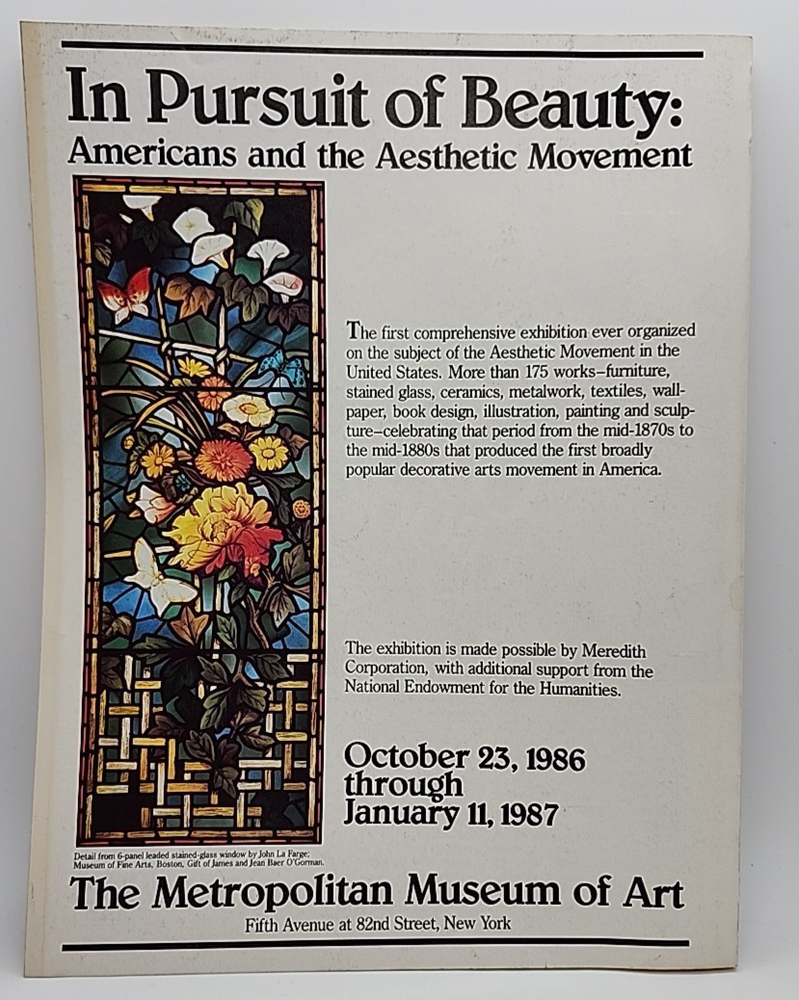 In Pursuit of Beauty:
Americans and the Aesthetic Movement
The first comprehensive exhibition ever organized
on the subject of the Aesthetic Movement in the
United States. More than 175 works–furniture,
stained glass, ceramics, metalwork, textiles, wall-
paper, book design, illustration, painting and sculp-
ture–celebrating that period from the mid-1870s to
the mid-1880s that produced the first broadly
popular decorative arts movement in America.
The exhibition is made possible by Meredith
Corporation, with additional support from the
National Endowment for the Humanities.
October 23, 1986
through
January 11, 1987
Detail from 6-panel leaded stained-glass window by John La Farge;
Museum of Fine Arts, Boston, Gift of James and Jean Baer O'Gorman.
The Metropolitan Museum of Art
Fifth Avenue at 82nd Street, New York